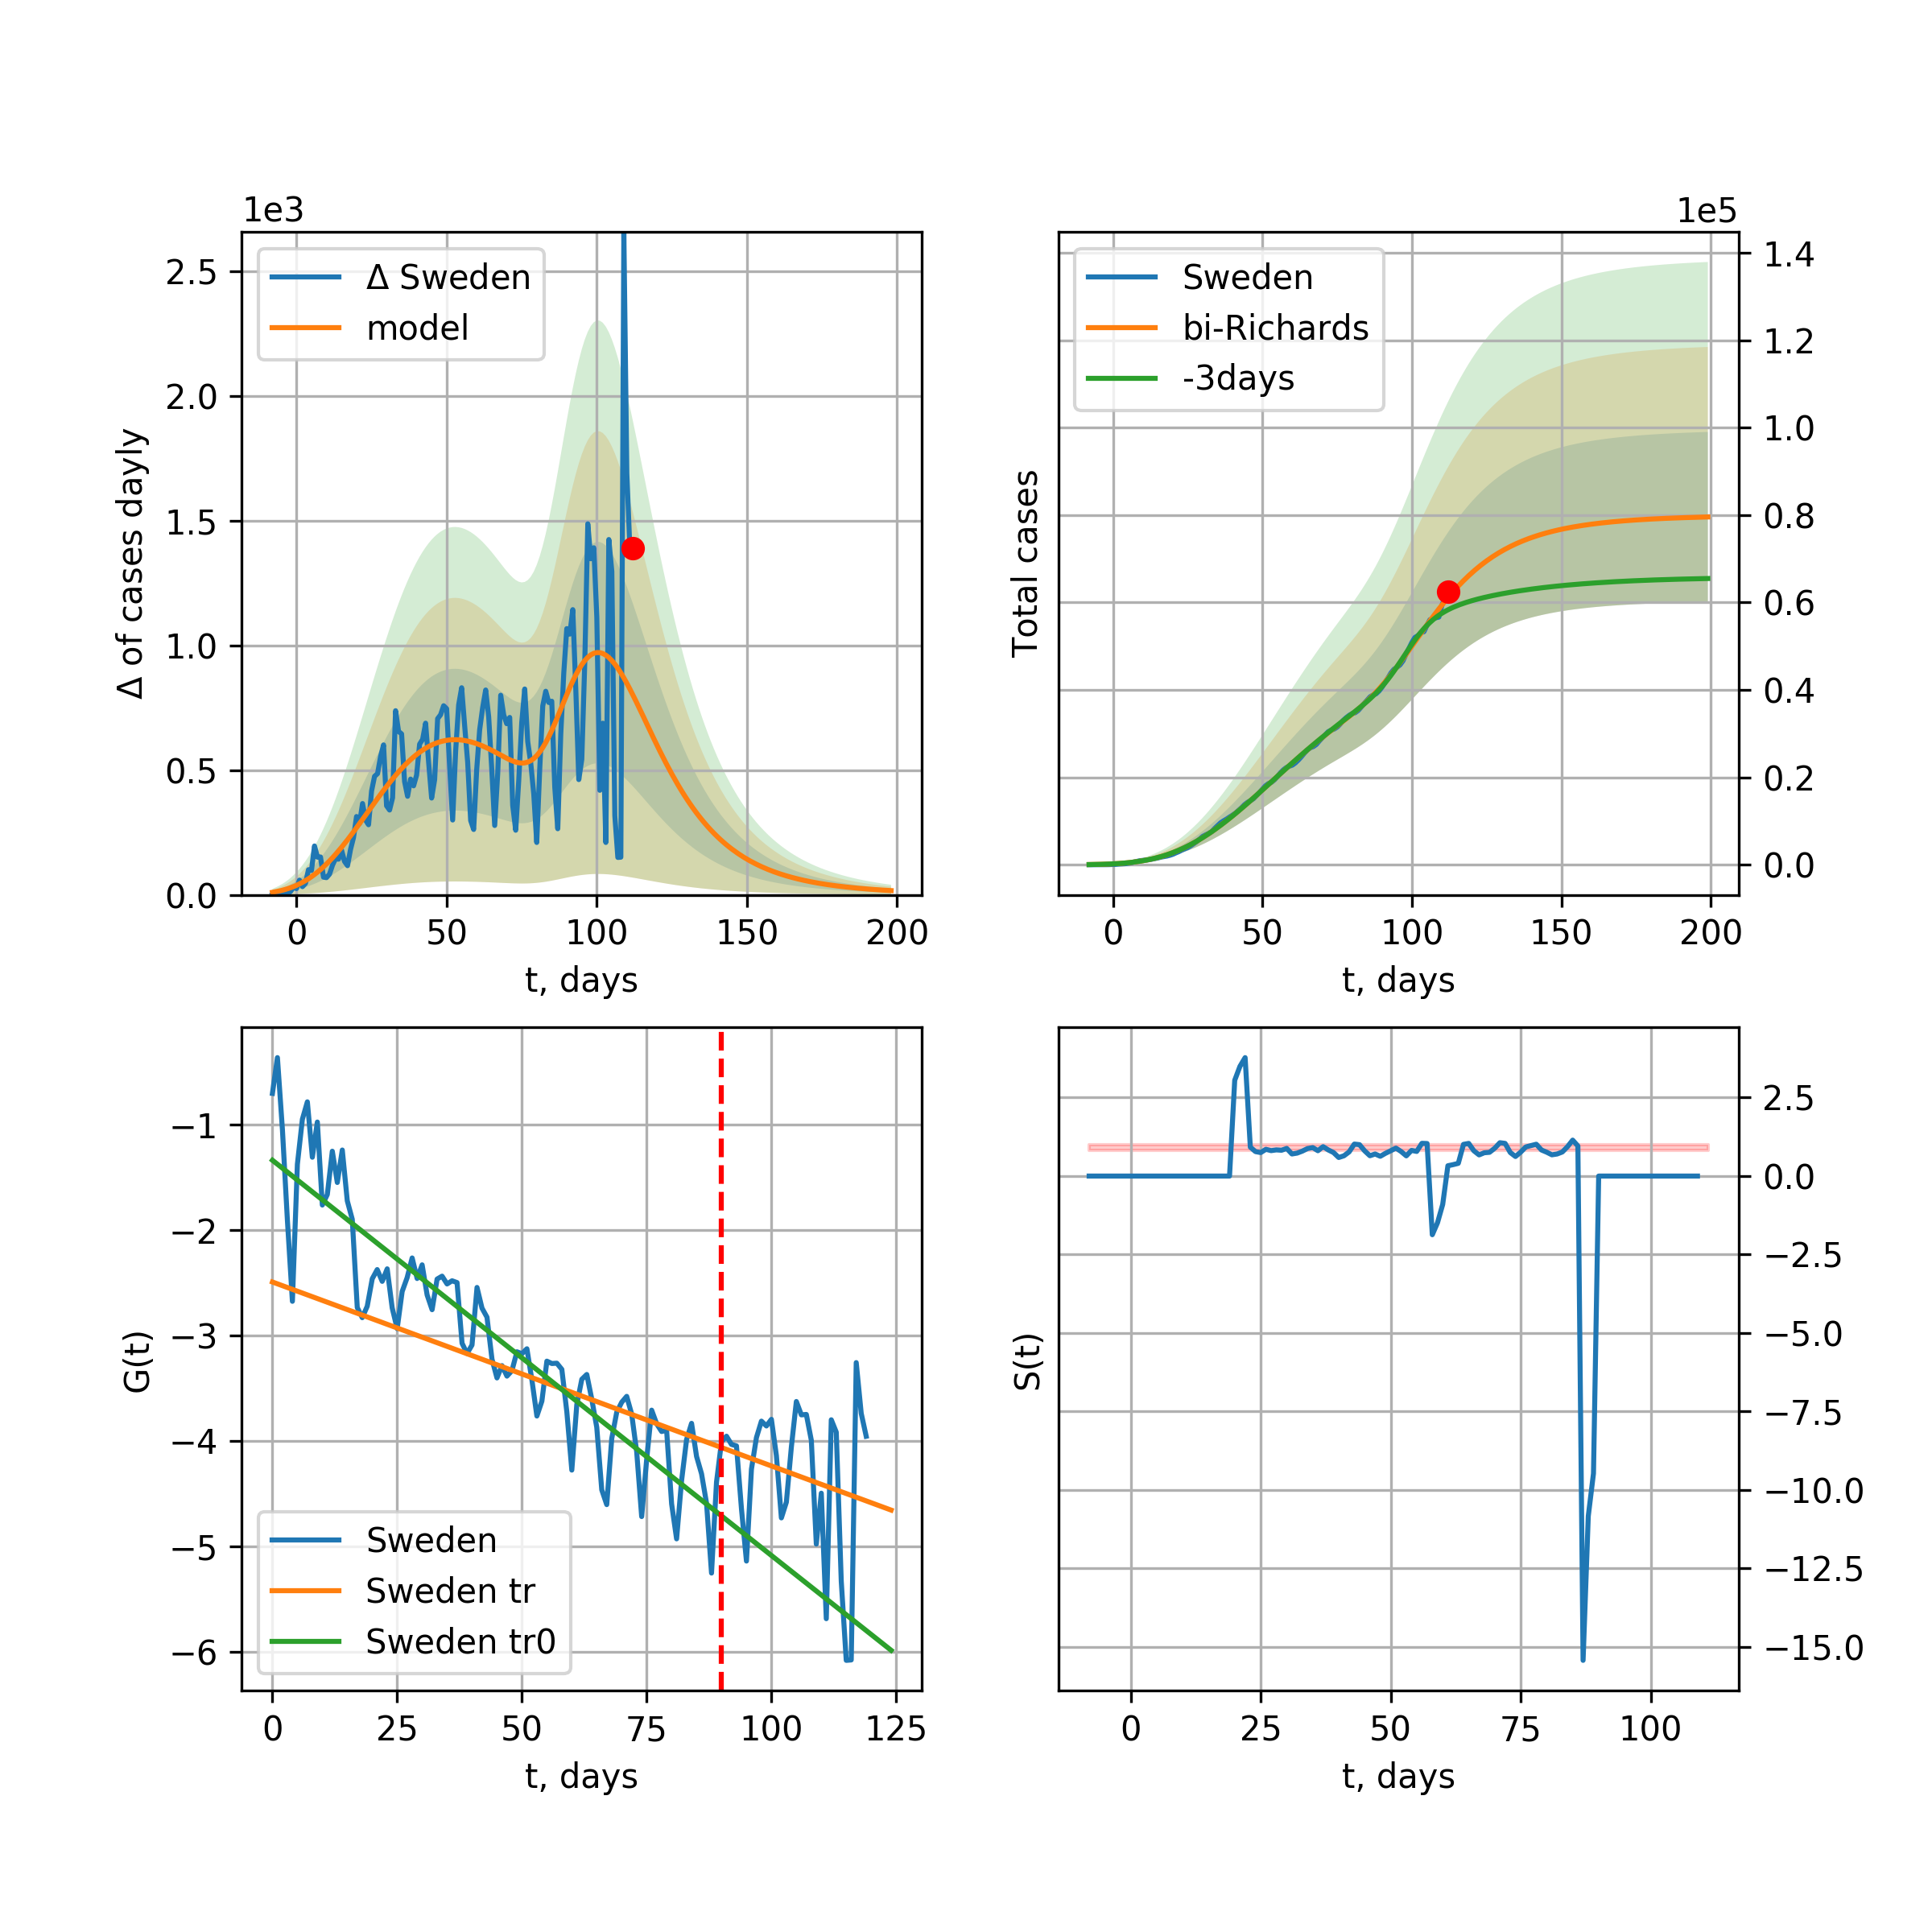 1e3
2.5
2.0
1.5
1.0
0.5
0.0
Δ of cases dayly
Δ Sweden
model
0 50 100 150 200
t, days
1e5
Sweden
bi-Richards
-3days
Total cases
1.4
1.2
1.0
0.8
0.6
0.4
0.2
0.0
0 50 100 150 200
t, days
−1
−2
−3
−4
−5
−6
G(t)
Sweden
Sweden tr
Sweden tr0
0 25 50 75 100 125
t, days
S(t)
2.5
0.0
−2.5
−5.0
−7.5
−10.0
−12.5
−15.0
0 25 50 75 100
t, days